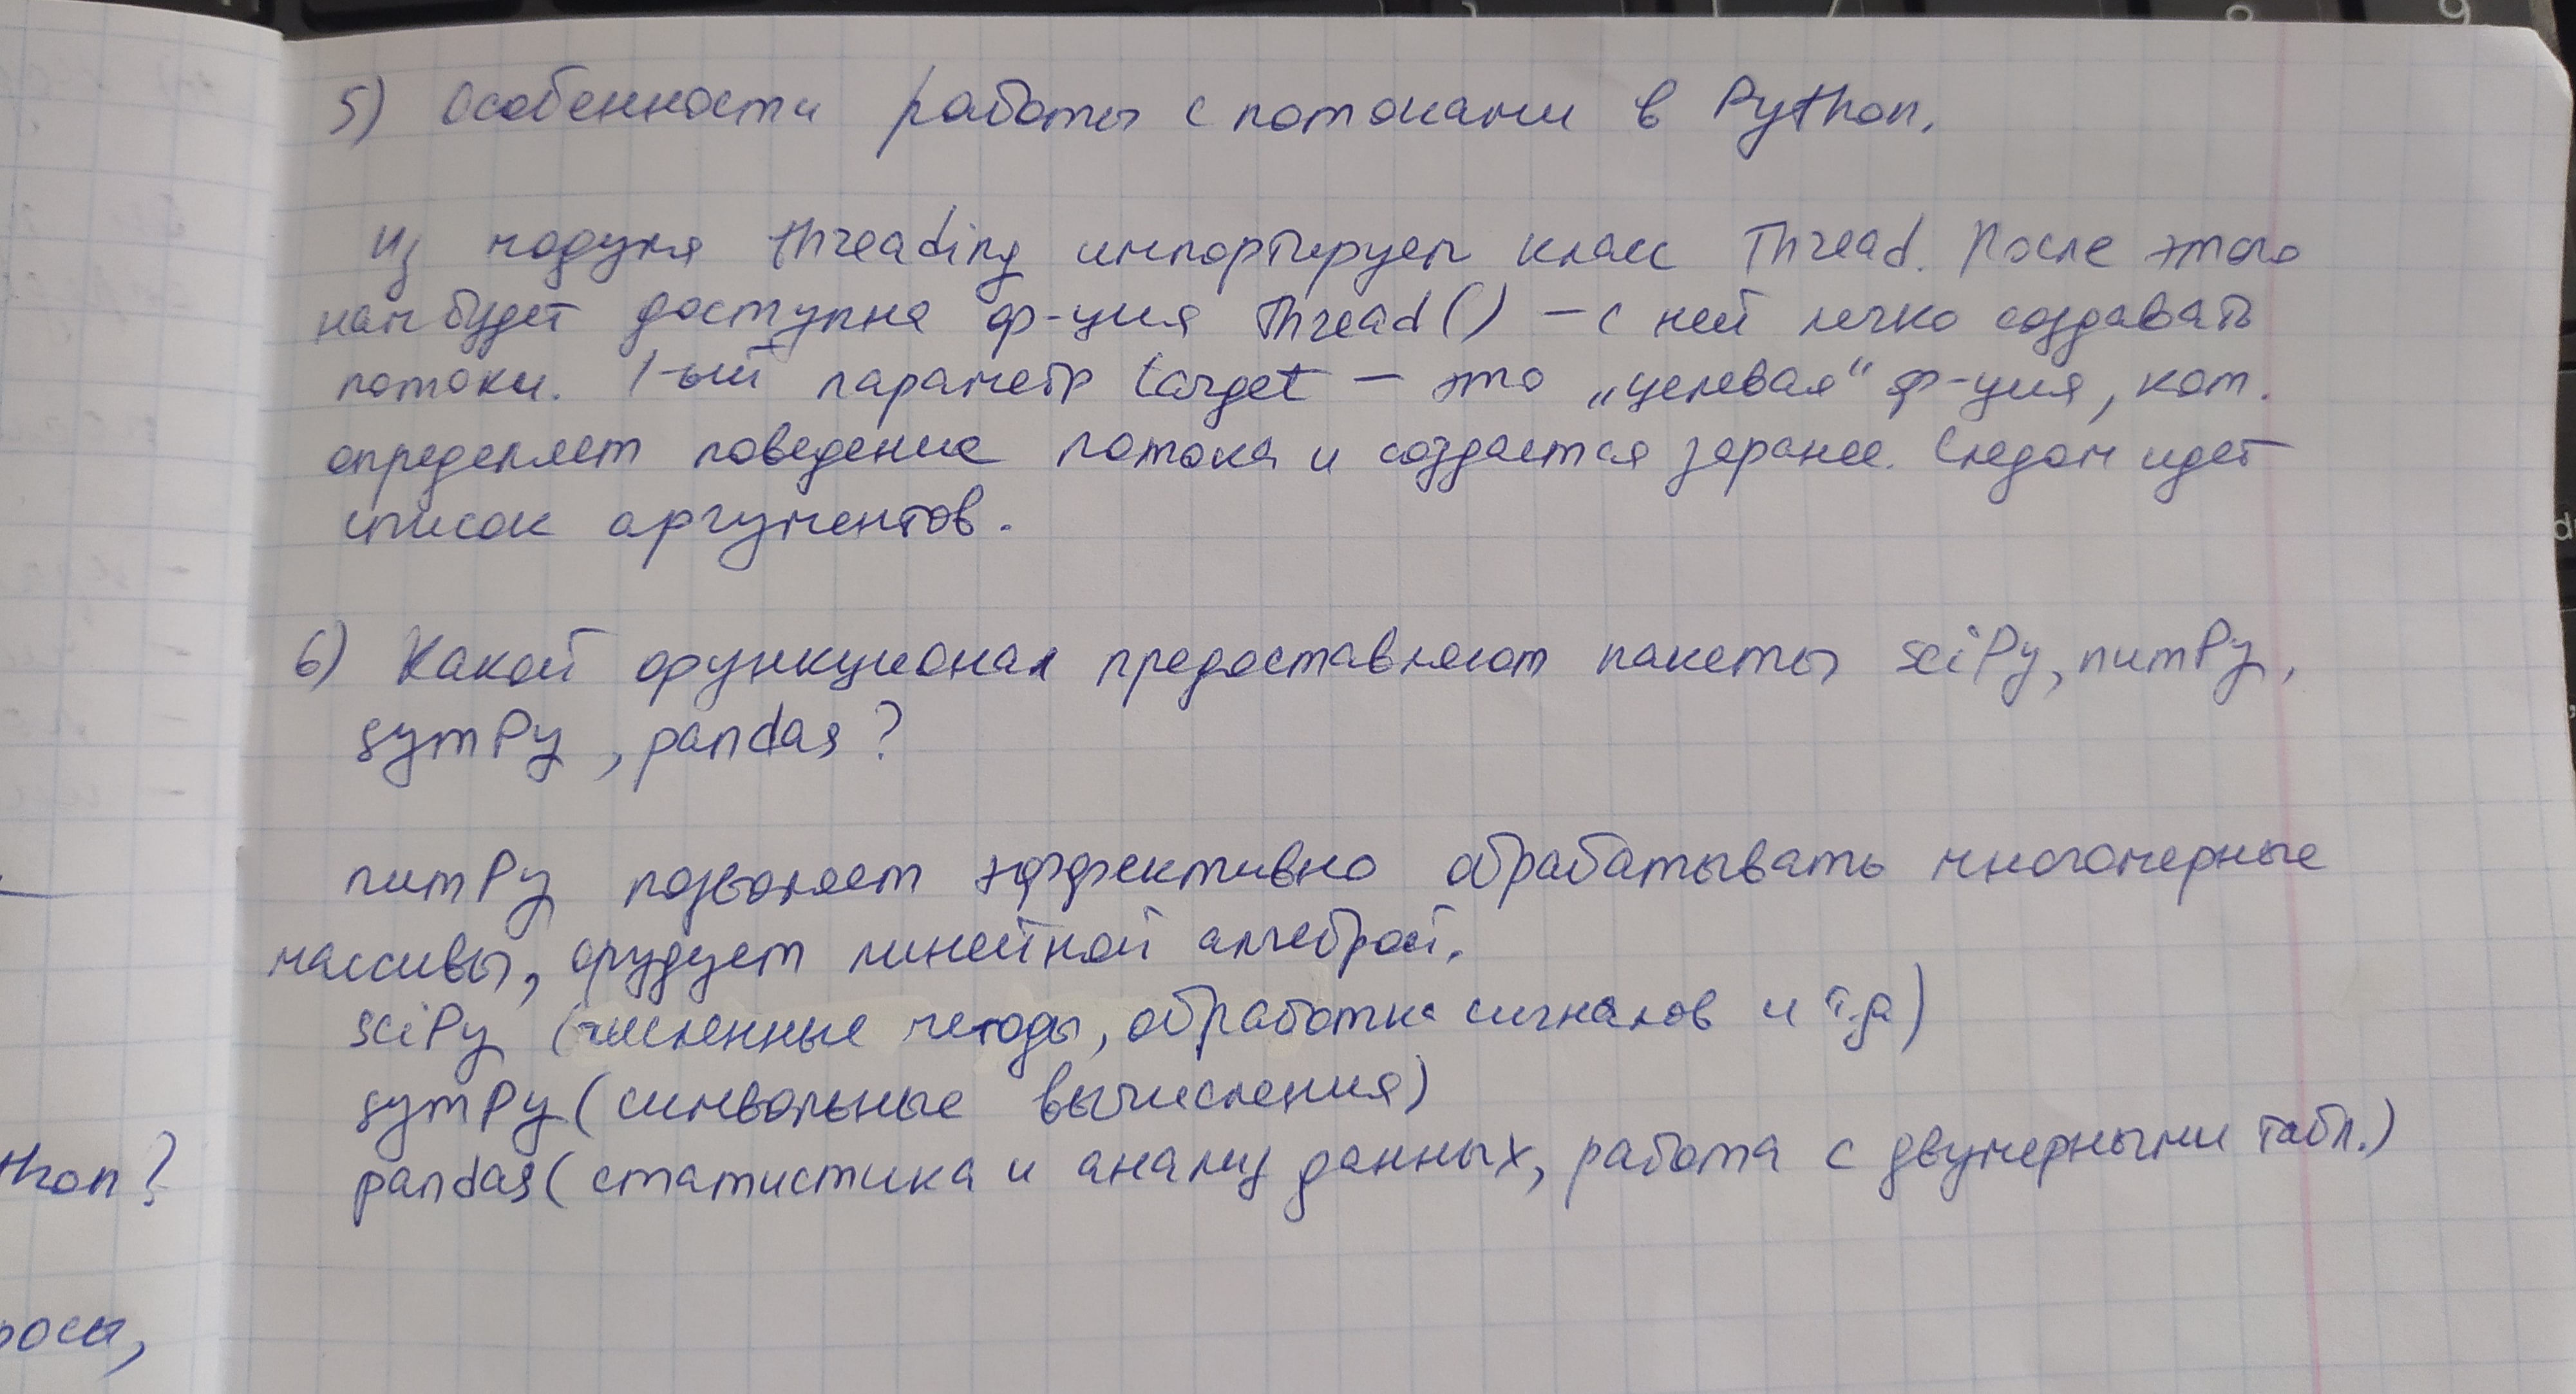 5) Особенности работы с потоками в Python.
Из модуля threading импортируем класс Thread. После этого
нам будет доступна ф-ция Thread() – с ней легко создавать
потоки. 1-ый параметр target – это „целевая“ ф-ция, кот.
определяет поведение потока и создается заранее. Следом идет
список аргументов.
6) Какой функционал предоставляют пакеты sciPy, numPy,
symPy, pandas?
numPy позволяет эффективно обрабатывать многомерные
массивы, орудует линейной алгеброй.
sciPy (численные методы, обработка сигналов и т.д)
symPy (символьные вычисления)
pandas (статистика и анализ данных, работа с двумерными табл.)
thon?
росы,